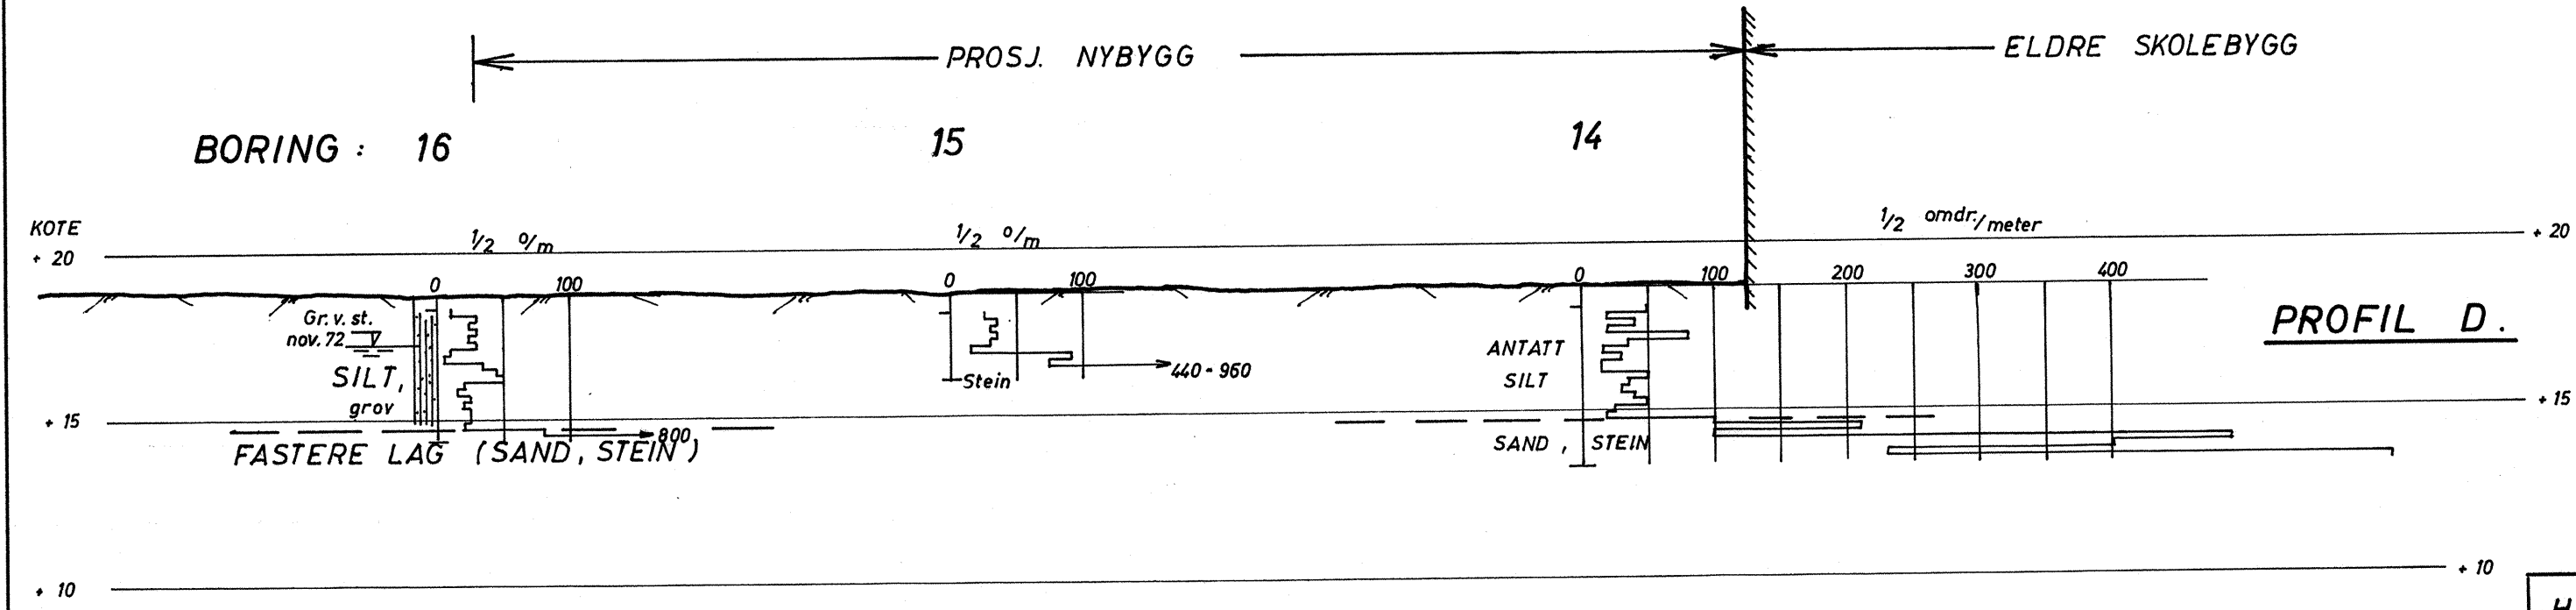 PROSJ. NYBYGG
ELDRE SKOLEBYGG
BORING : 16 15 14
KOTE
1/2 o/m
1/2 o/m
1/2 omdr./meter
+ 20
+ 20
0 100 0 100 0 100 200 300 400
Gr. v. st.
nov. 72
SILT,
grov
Stein
440 - 960
ANTATT
SILT
PROFIL D.
+ 15
+ 15
800
FASTERE LAG (SAND, STEIN)
SAND, STEIN
+ 10
+ 10